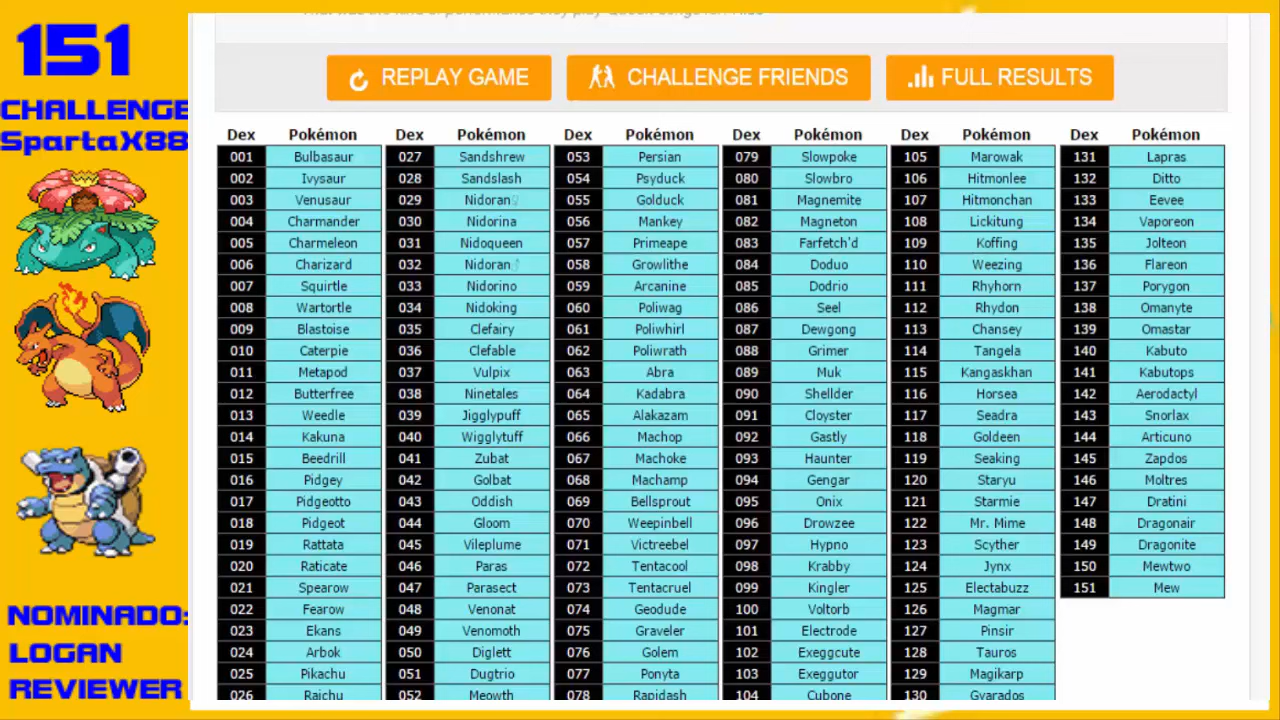 151
CHALLENGE
SpartaX88
NOMINADO:
LOGAN
REVIEWER
REPLAY GAME CHALLENGE FRIENDS FULL RESULTS
Dex Pokémon Dex Pokémon Dex Pokémon Dex Pokémon Dex Pokémon Dex Pokémon
001 Bulbasaur 027 Sandshrew 053 Persian 079 Slowpoke 105 Marowak 131 Lapras
002 Ivysaur 028 Sandslash 054 Psyduck 080 Slowbro 106 Hitmonlee 132 Ditto
003 Venusaur 029 Nidoran♀ 055 Golduck 081 Magnemite 107 Hitmonchan 133 Eevee
004 Charmander 030 Nidorina 056 Mankey 082 Magneton 108 Lickitung 134 Vaporeon
005 Charmeleon 031 Nidoqueen 057 Primeape 083 Farfetch'd 109 Koffing 135 Jolteon
006 Charizard 032 Nidoran♂ 058 Growlithe 084 Doduo 110 Weezing 136 Flareon
007 Squirtle 033 Nidorino 059 Arcanine 085 Dodrio 111 Rhyhorn 137 Porygon
008 Wartortle 034 Nidoking 060 Poliwag 086 Seel 112 Rhydon 138 Omanyte
009 Blastoise 035 Clefairy 061 Poliwhirl 087 Dewgong 113 Chansey 139 Omastar
010 Caterpie 036 Clefable 062 Poliwrath 088 Grimer 114 Tangela 140 Kabuto
011 Metapod 037 Vulpix 063 Abra 089 Muk 115 Kangaskhan 141 Kabutops
012 Butterfree 038 Ninetales 064 Kadabra 090 Shellder 116 Horsea 142 Aerodactyl
013 Weedle 039 Jigglypuff 065 Alakazam 091 Cloyster 117 Seadra 143 Snorlax
014 Kakuna 040 Wigglytuff 066 Machop 092 Gastly 118 Goldeen 144 Articuno
015 Beedrill 041 Zubat 067 Machoke 093 Haunter 119 Seaking 145 Zapdos
016 Pidgey 042 Golbat 068 Machamp 094 Gengar 120 Staryu 146 Moltres
017 Pidgeotto 043 Oddish 069 Bellsprout 095 Onix 121 Starmie 147 Dratini
018 Pidgeot 044 Gloom 070 Weepinbell 096 Drowzee 122 Mr. Mime 148 Dragonair
019 Rattata 045 Vileplume 071 Victreebel 097 Hypno 123 Scyther 149 Dragonite
020 Raticate 046 Paras 072 Tentacool 098 Krabby 124 Jynx 150 Mewtwo
021 Spearow 047 Parasect 073 Tentacruel 099 Kingler 125 Electabuzz 151 Mew
022 Fearow 048 Venonat 074 Geodude 100 Voltorb 126 Magmar
023 Ekans 049 Venomoth 075 Graveler 101 Electrode 127 Pinsir
024 Arbok 050 Diglett 076 Golem 102 Exeggcute 128 Tauros
025 Pikachu 051 Dugtrio 077 Ponyta 103 Exeggutor 129 Magikarp
026 Raichu 052 Meowth 078 Rapidash 104 Cubone 130 Gyarados